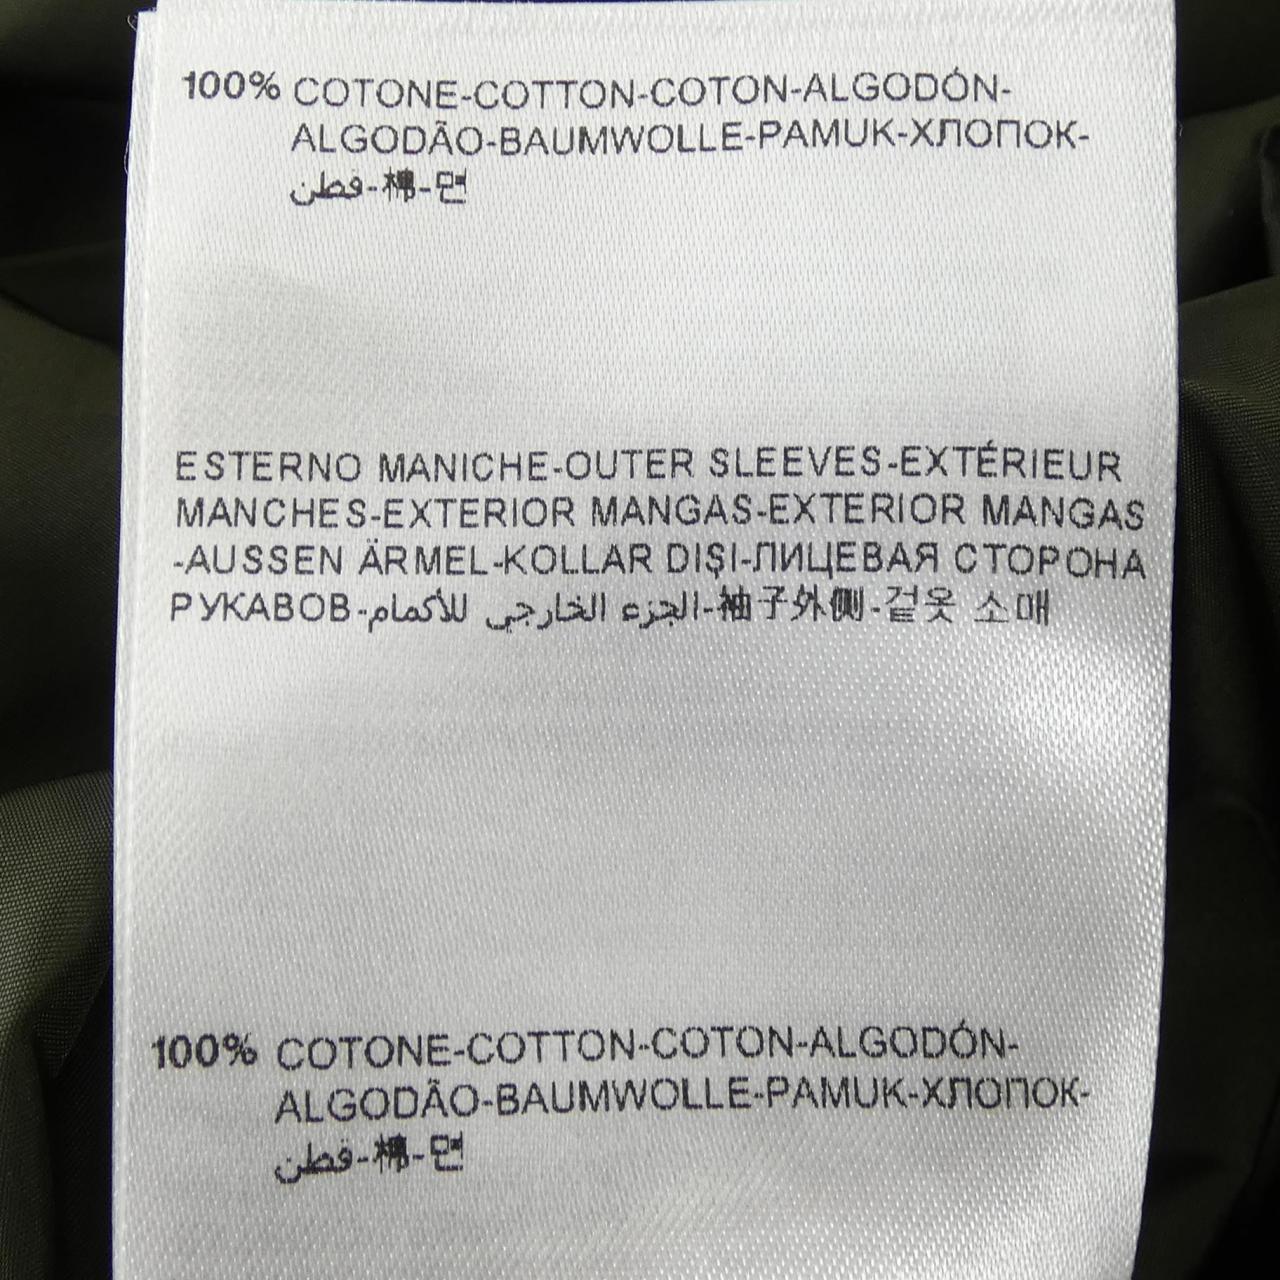 100% COTONE-COTTON-COTON-ALGODÓN-
ALGODÃO-BAUMWOLLE-PAMUK-ХЛОПОК-
قطن-棉-면
ESTERNO MANICHE-OUTER SLEEVES-EXTÉRIEUR
MANCHES-EXTERIOR MANGAS-EXTERIOR MANGAS
-AUSSEN ÄRMEL-KOLLAR DIŞI-ЛИЦЕВАЯ СТОРОНА
РУКАВОВ-الجزء الخارجي للأكمام-袖子外侧-겉옷 소매
100% COTONE-COTTON-COTON-ALGODÓN-
ALGODÃO-BAUMWOLLE-PAMUK-ХЛОПОК-
قطن-棉-면